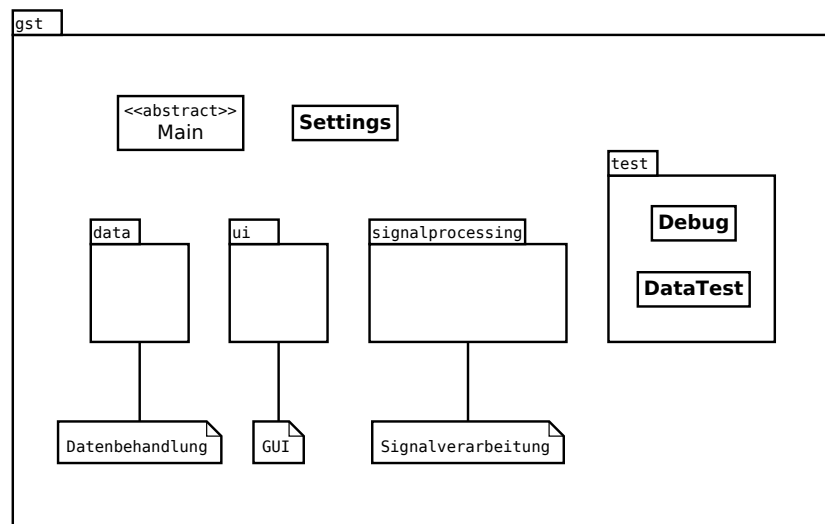 gst
<<abstract>>
Main
Settings
test
Debug
DataTest
data
ui
signalprocessing
Datenbehandlung
GUI
Signalverarbeitung